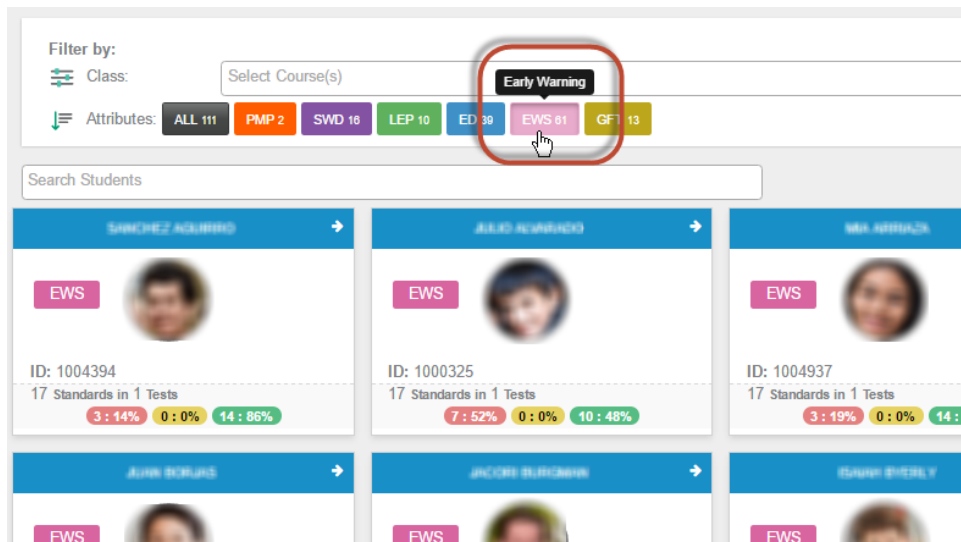 Filter by:
Class:
Select Course(s)
Early Warning
Attributes:
ALL 111
PMP 2
SWD 16
LEP 10
ED 39
EWS 61
GFT 13
Search Students
EWS
EWS
EWS
ID: 1004394
ID: 1000325
ID: 1004937
17 Standards in 1 Tests
17 Standards in 1 Tests
17 Standards in 1 Tests
3 : 14%
0 : 0%
14 : 86%
7 : 52%
0 : 0%
10 : 48%
3 : 19%
0 : 0%
14 :
EWS
EWS
EWS